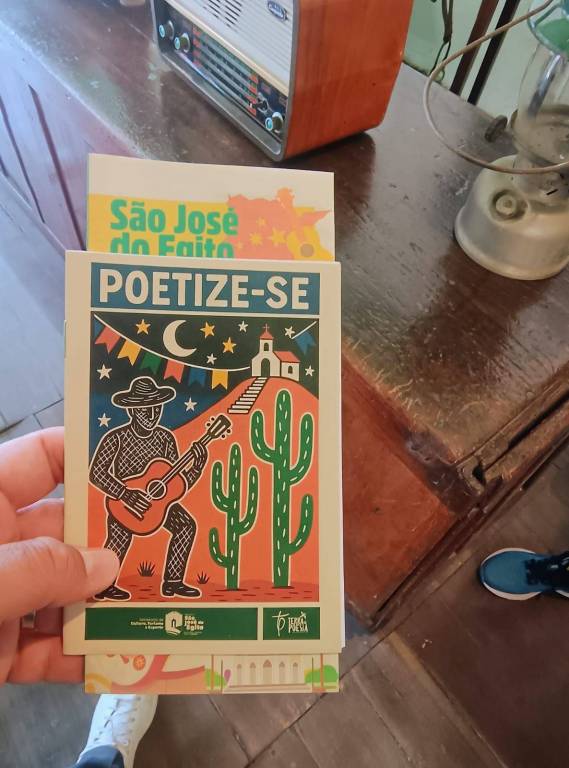 São José
do Egito
POETIZE-SE
Cultura, Turismo
e Esportes
São
José do
Egito
TERRA
DA
POESIA